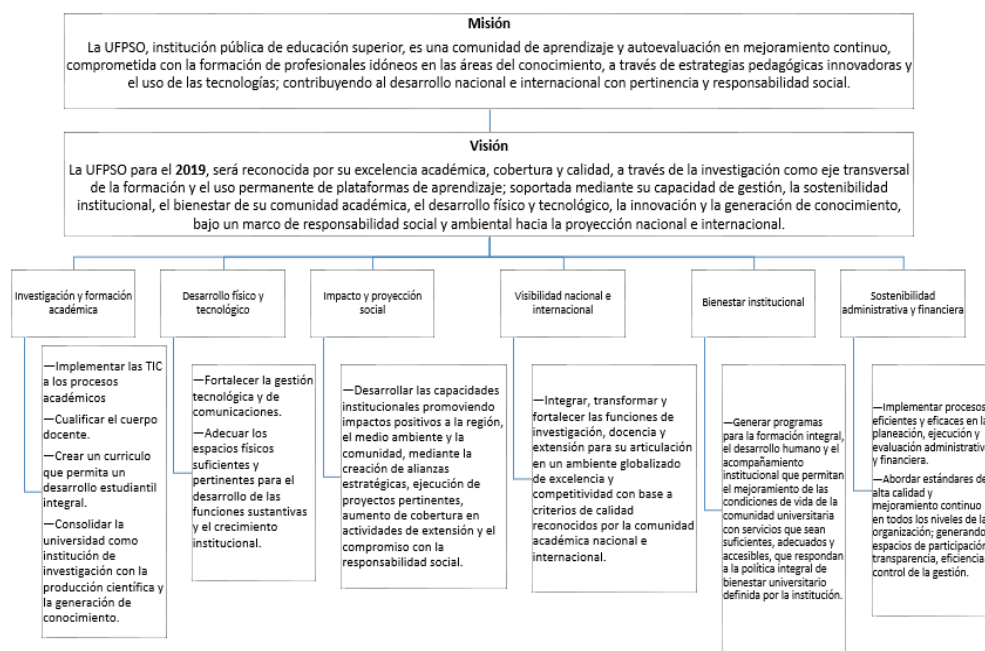 Misión
La UFPSO, institución pública de educación superior, es una comunidad de aprendizaje y autoevaluación en mejoramiento continuo,
comprometida con la formación de profesionales idóneos en las áreas del conocimiento, a través de estrategias pedagógicas innovadoras y
el uso de las tecnologías; contribuyendo al desarrollo nacional e internacional con pertinencia y responsabilidad social.
Visión
La UFPSO para el 2019, será reconocida por su excelencia académica, cobertura y calidad, a través de la investigación como eje transversal
de la formación y el uso permanente de plataformas de aprendizaje; soportada mediante su capacidad de gestión, la sostenibilidad
institucional, el bienestar de su comunidad académica, el desarrollo físico y tecnológico, la innovación y la generación de conocimiento,
bajo un marco de responsabilidad social y ambiental hacia la proyección nacional e internacional.
Investigación y formación
académica
—Implementar las TIC
a los procesos
académicos
—Cualificar el cuerpo
docente.
—Crear un curriculo
que permita un
desarrollo estudiantil
integral.
—Consolidar la
universidad como
institución de
investigación con la
producción científica y
la generación de
conocimiento.
Desarrollo físico y
tecnológico
—Fortalecer la gestión
tecnológica y de
comunicaciones.
—Adecuar los
espacios físicos
suficientes y
pertinentes para el
desarrollo de las
funciones sustantivas
y el crecimiento
institucional.
Impacto y proyección
social
—Desarrollar las capacidades
institucionales promoviendo
impactos positivos a la región,
el medio ambiente y la
comunidad, mediante la
creación de alianzas
estratégicas, ejecución de
proyectos pertinentes,
aumento de cobertura en
actividades de extensión y el
compromiso con la
responsabilidad social.
Visibilidad nacional e
internacional
—Integrar, transformar y
fortalecer las funciones de
investigación, docencia y
extensión para su articulación
en un ambiente globalizado
de excelencia y
competitividad con base a
criterios de calidad
reconocidos por la comunidad
académica nacional e
internacional.
Bienestar institucional
—Generar programas
para la formación integral,
el desarrollo humano y el
acompañamiento
institucional que permitan
el mejoramiento de las
condiciones de vida de la
comunidad universitaria
con servicios que sean
suficientes, adecuados y
accesibles, que respondan
a la política integral de
bienestar universitario
definida por la institución.
Sostenibilidad
administrativa y financiera
—Implementar procesos
eficientes y eficaces en la
planeación, ejecución y
evaluación administrativa
y financiera.
—Abordar estándares de
alta calidad y
mejoramiento continuo
en todos los niveles de la
organización; generando
espacios de participación
transparencia, eficiencia
control de la gestión.